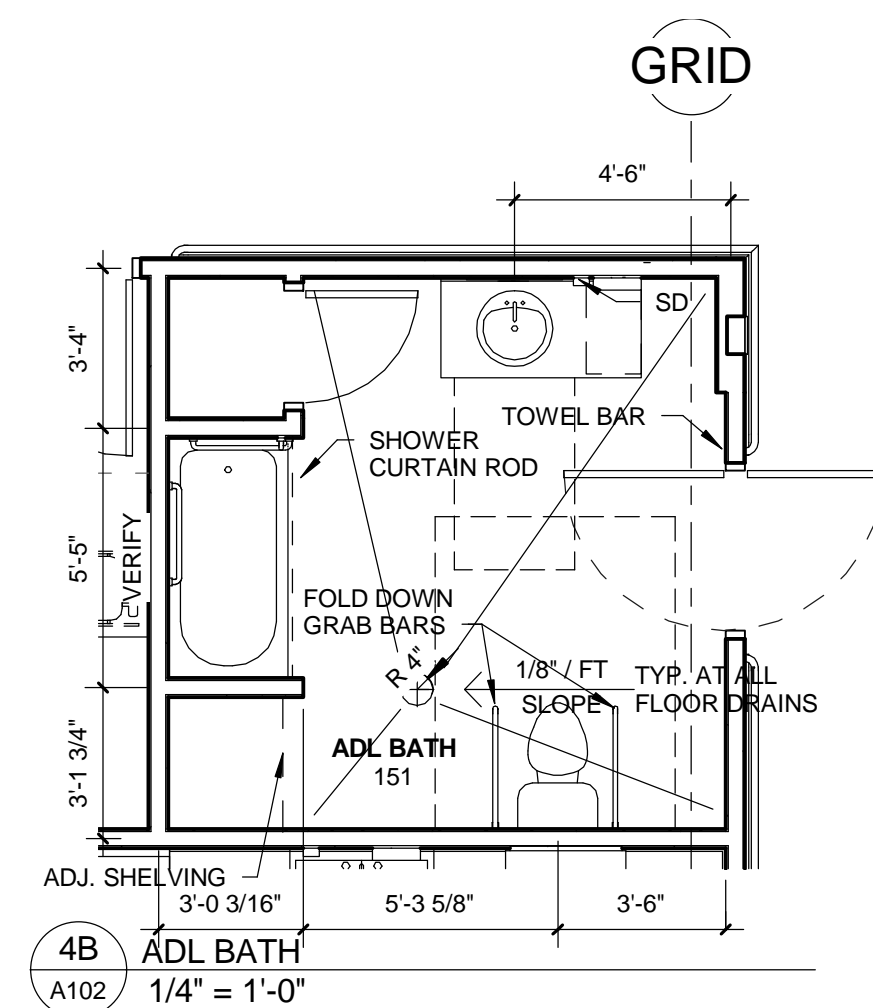 GRID
4'-6"
SD
3'-4"
TOWEL BAR
SHOWER
CURTAIN ROD
5'-5"
VERIFY
FOLD DOWN
GRAB BARS
R 4"
1/8" / FT
SLOPE
TYP. AT ALL
FLOOR DRAINS
3'-1 3/4"
ADL BATH
151
ADJ. SHELVING
3'-0 3/16"
5'-3 5/8"
3'-6"
4B
ADL BATH
A102
1/4" = 1'-0"